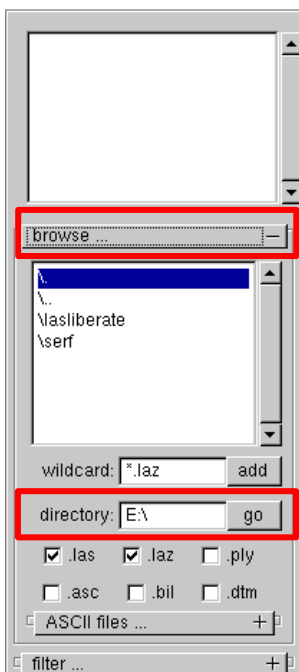 browse ...
\.
\..
\lasliberate
\serf
wildcard: *.laz add
directory: E:\ go
.las .laz .ply
.asc .bil .dtm
ASCII files ... +
filter ... +